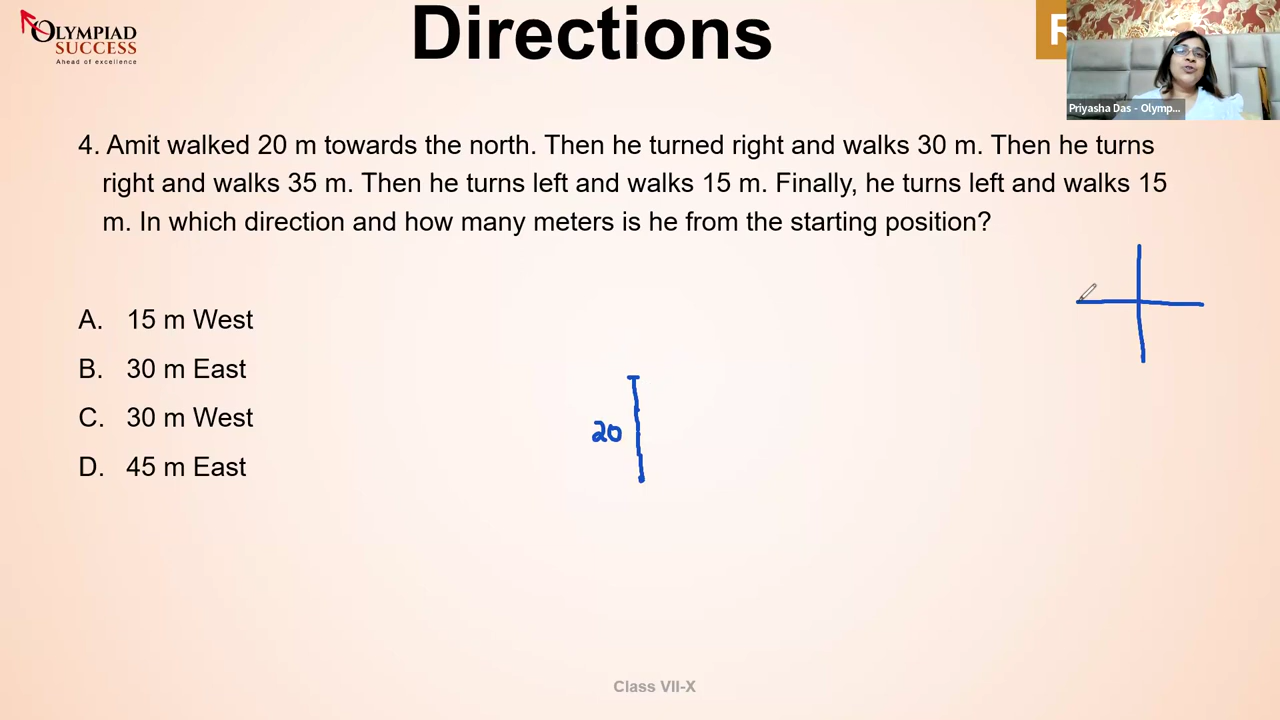 OLYMPIAD
SUCCESS
Ahead of excellence
Directions
R
Priyasha Das - Olymp...
4. Amit walked 20 m towards the north. Then he turned right and walks 30 m. Then he turns
right and walks 35 m. Then he turns left and walks 15 m. Finally, he turns left and walks 15
m. In which direction and how many meters is he from the starting position?
A. 15 m West
B. 30 m East
C. 30 m West
D. 45 m East
20
Class VII-X